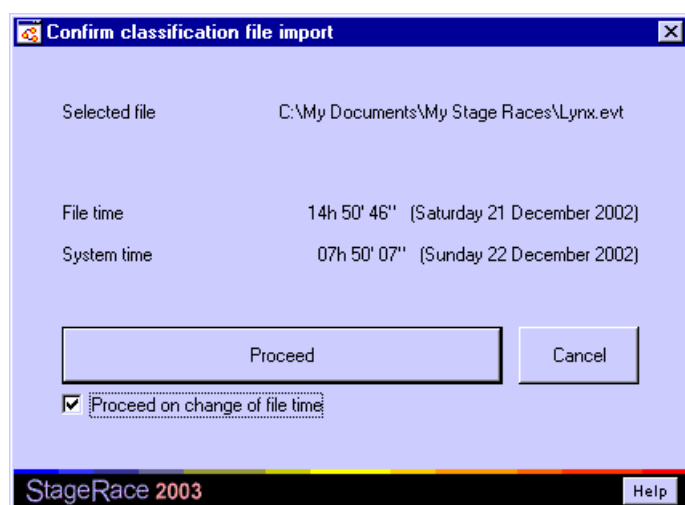 Confirm classification file import
Selected file C:\My Documents\My Stage Races\Lynx.evt
File time 14h 50' 46'' (Saturday 21 December 2002)
System time 07h 50' 07'' (Sunday 22 December 2002)
Proceed Cancel
Proceed on change of file time
StageRace 2003 Help